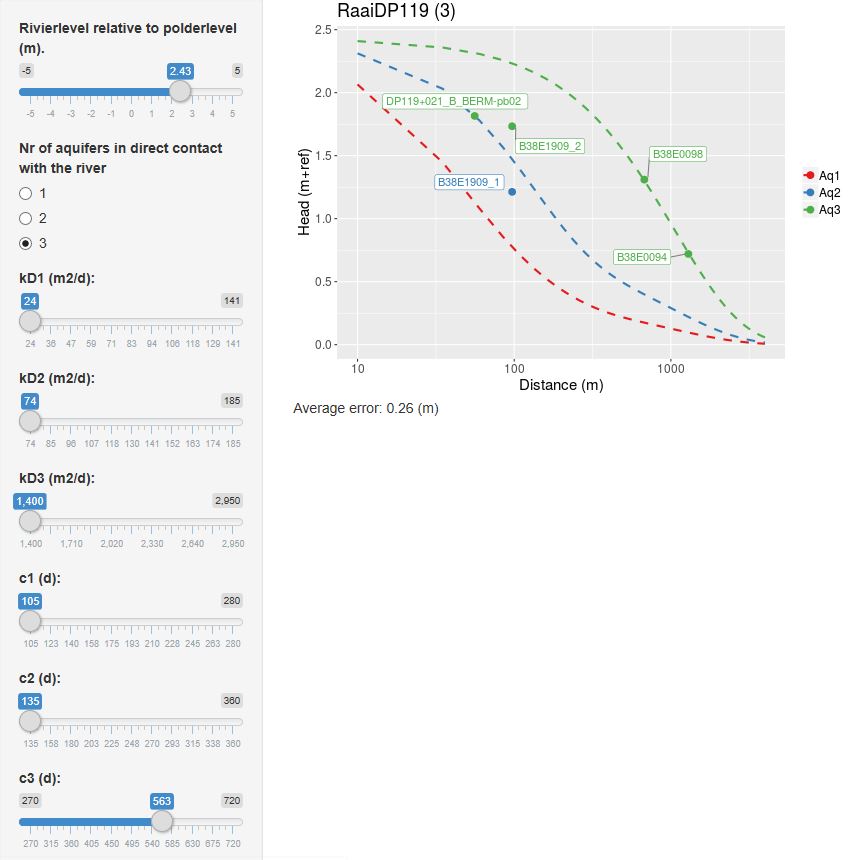 Rivierlevel relative to polderlevel
(m).
-5 2.43 5
-5 -4 -3 -2 -1 0 1 2 3 4 5
Nr of aquifers in direct contact
with the river
1
2
3
kD1 (m2/d):
24 141
24 36 47 59 71 83 94 106 118 129 141
kD2 (m2/d):
74 185
74 85 96 107 118 130 141 152 163 174 185
kD3 (m2/d):
1,400 2,950
1,400 1,710 2,020 2,330 2,640 2,950
c1 (d):
105 280
105 123 140 158 175 193 210 228 245 263 280
c2 (d):
135 360
135 158 180 203 225 248 270 293 315 338 360
c3 (d):
270 563 720
270 315 360 405 450 495 540 585 630 675 720
RaaiDP119 (3)
2.5
2.0
1.5
1.0
0.5
0.0
Head (m+ref)
DP119+021_B_BERM-pb02
B38E1909_2
B38E0098
B38E1909_1
B38E0094
10 100 1000
Distance (m)
Aq1
Aq2
Aq3
Average error: 0.26 (m)